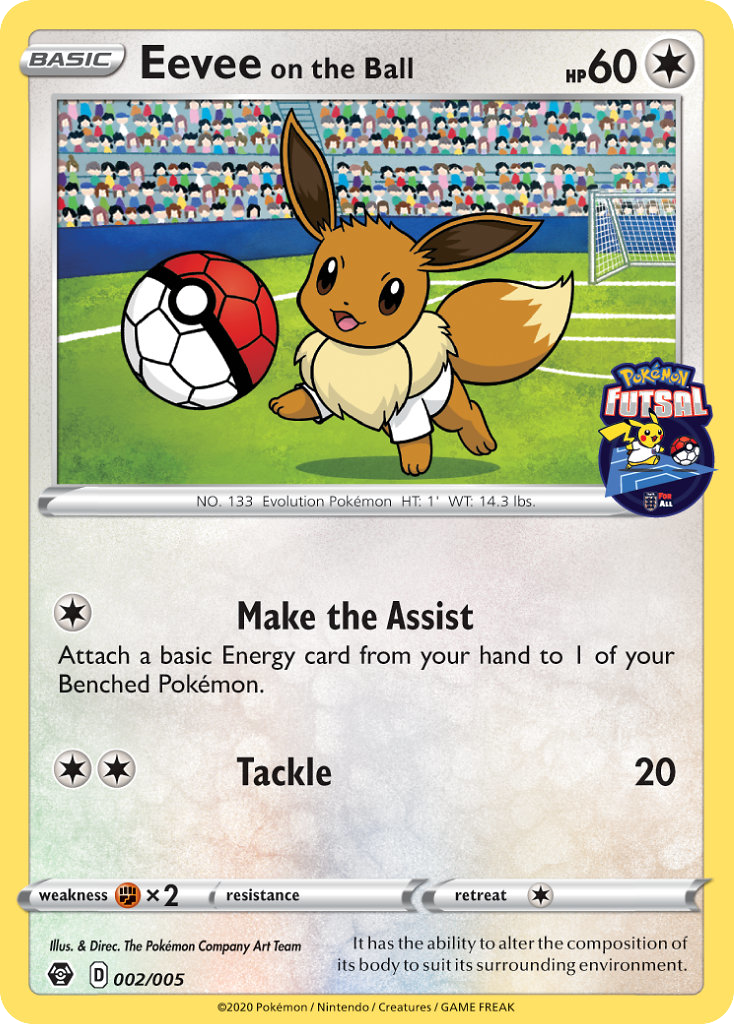 BASIC
Eevee on the Ball
HP 60
POKéMON
FUTSAL
FOR
ALL
NO. 133 Evolution Pokémon HT: 1' WT: 14.3 lbs.
Make the Assist
Attach a basic Energy card from your hand to 1 of your
Benched Pokémon.
Tackle 20
weakness ×2 resistance retreat
Illus. & Direc. The Pokémon Company Art Team
It has the ability to alter the composition of
its body to suit its surrounding environment.
D 002/005
©2020 Pokémon / Nintendo / Creatures / GAME FREAK